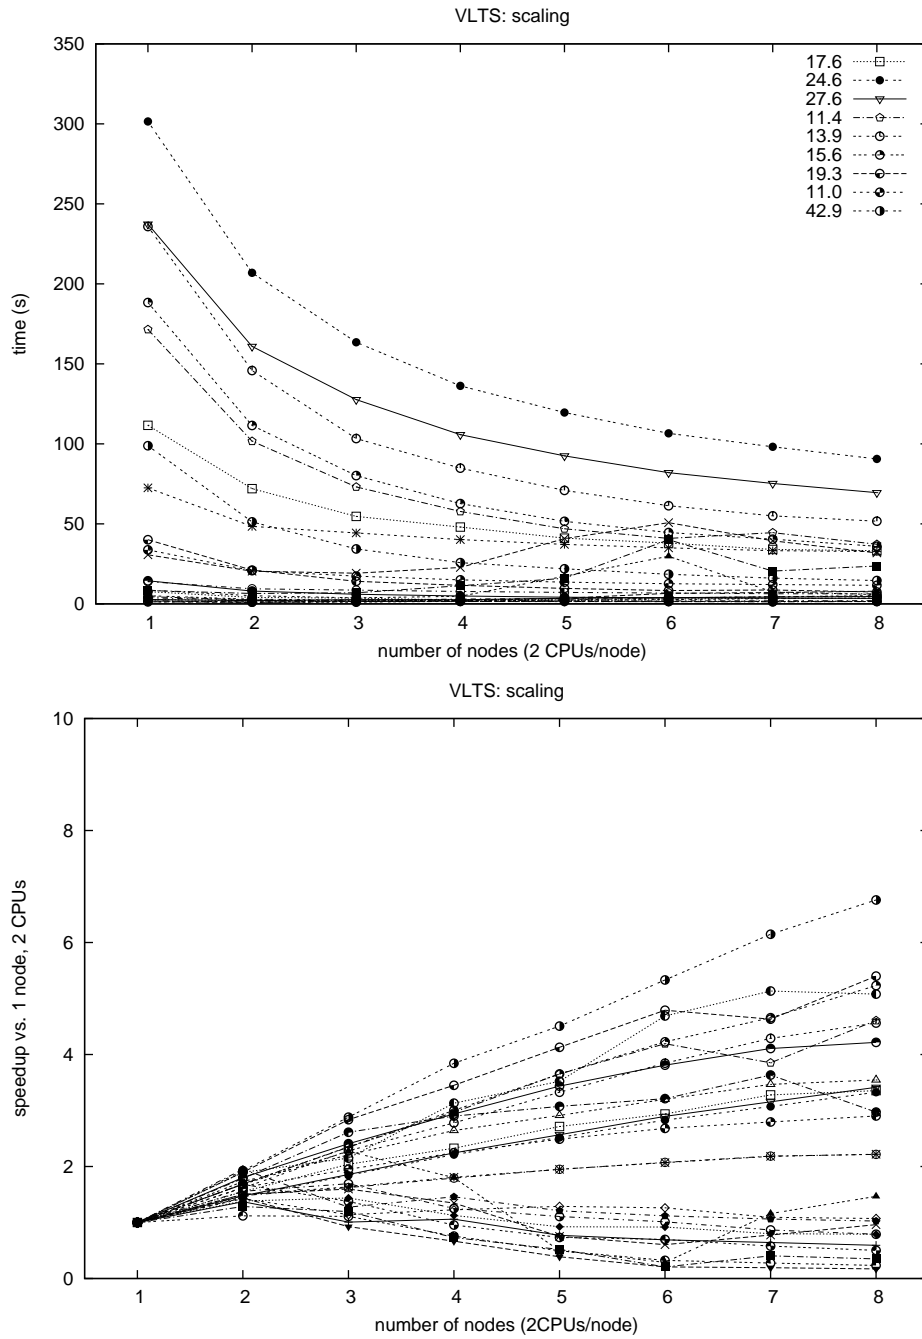 VLTS: scaling
350
300
250
200
150
100
50
0
time (s)
17.6
24.6
27.6
11.4
13.9
15.6
19.3
11.0
42.9
1 2 3 4 5 6 7 8
number of nodes (2 CPUs/node)
VLTS: scaling
10
8
6
4
2
0
speedup vs. 1 node, 2 CPUs
1 2 3 4 5 6 7 8
number of nodes (2CPUs/node)